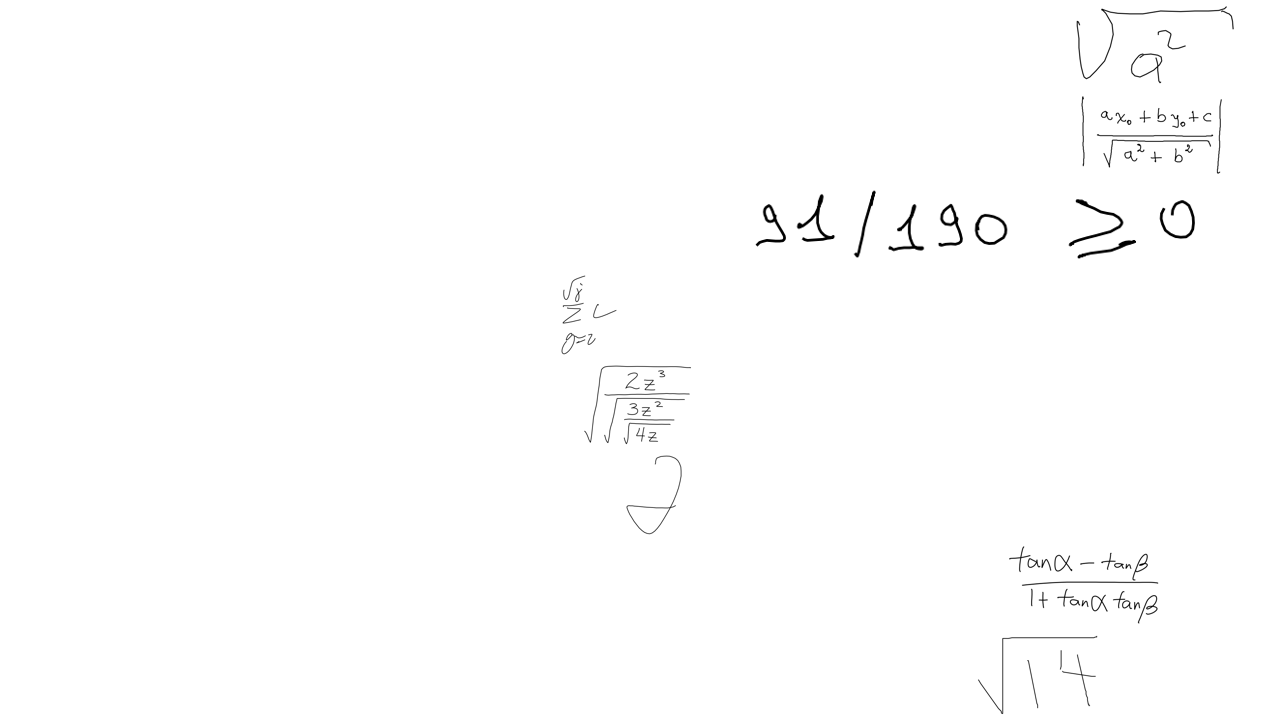 √a²
|(ax₀ + by₀ + c)/√(a² + b²)|
91/190 ≥ 0
√(2z³/√(3z²/√(4z)))
(tanα − tanβ)/(1 + tanα tanβ)
√14